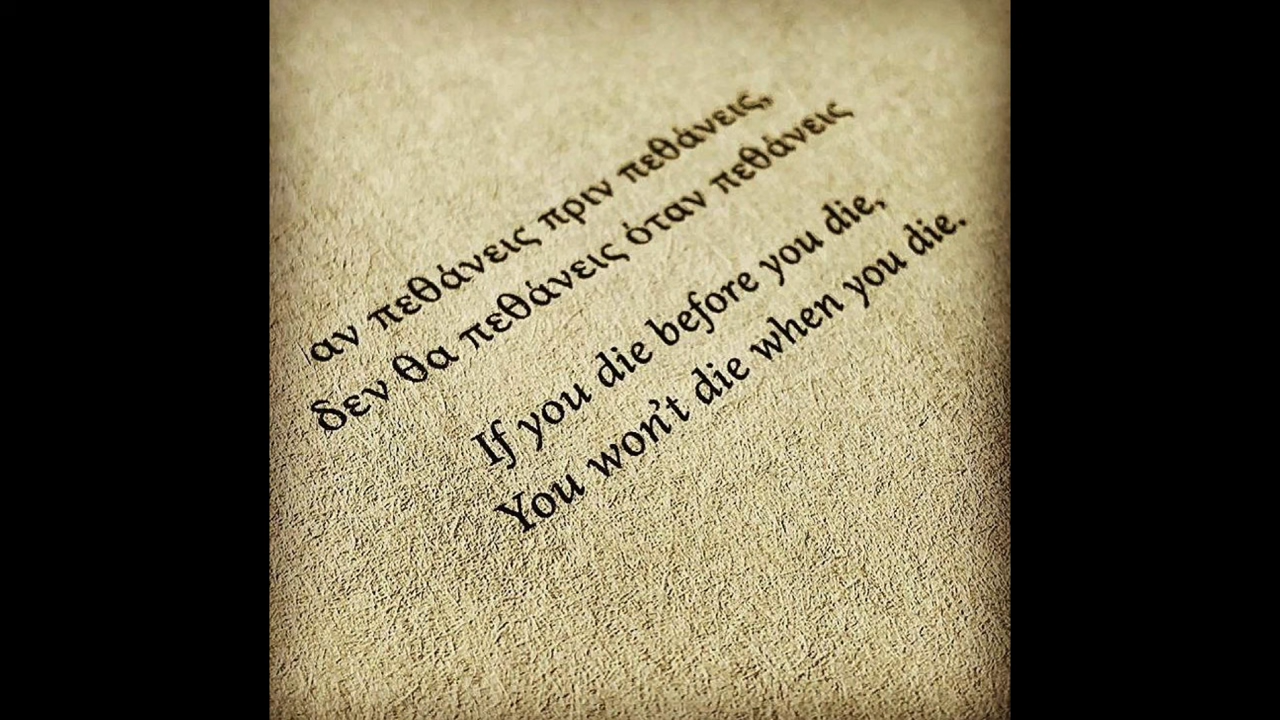 αν πεθάνεις πριν πεθάνεις,
δεν θα πεθάνεις όταν πεθάνεις
If you die before you die,
You won't die when you die.